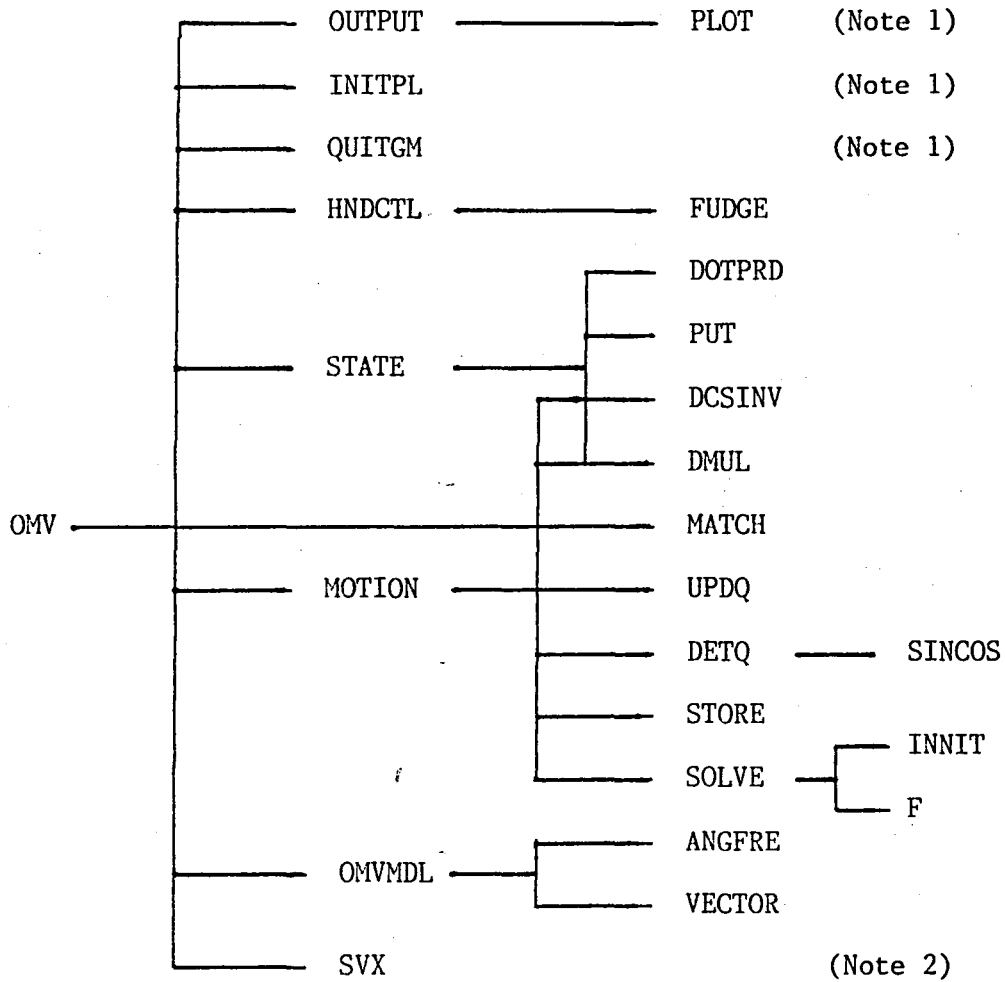 OUTPUT PLOT (Note 1)
INITPL (Note 1)
QUITGM (Note 1)
HNDCTL FUDGE
DOTPRD
PUT
STATE
DCSINV
DMUL
OMV MATCH
MOTION UPDQ
DETQ SINCOS
STORE
INNIT
SOLVE
F
ANGFRE
OMVMDL
VECTOR
SVX (Note 2)